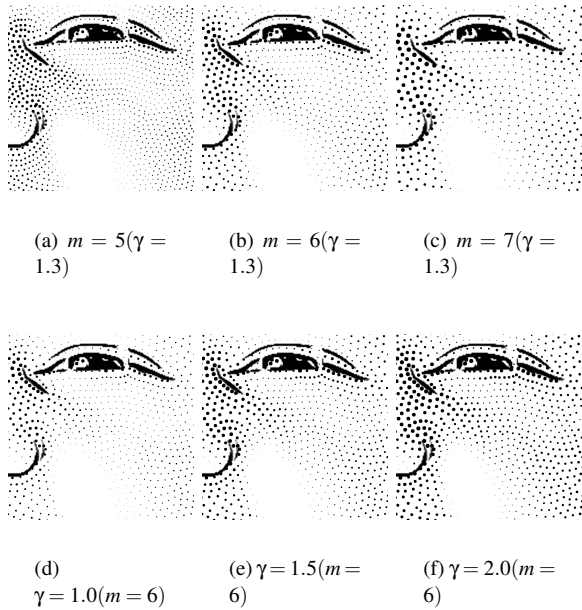 (a) m = 5(γ =
1.3)
(b) m = 6(γ =
1.3)
(c) m = 7(γ =
1.3)
(d)
γ = 1.0(m = 6)
(e) γ = 1.5(m =
6)
(f) γ = 2.0(m =
6)